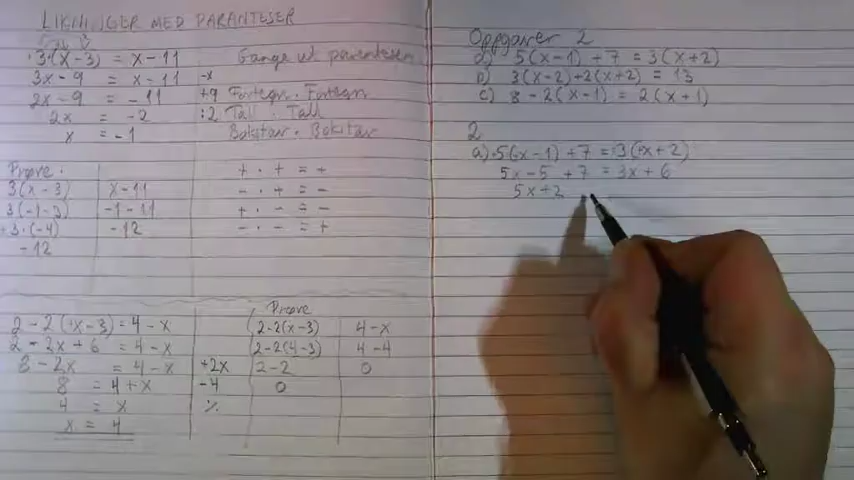 LIKNINGER MED PARANTESER
3·(x-3) = x-11
3x-9 = x-11 -x
2x-9 = -11 +9
2x = -2 :2
x = -1
Gange ut parantesen
Fortegn · Fortegn
Tall · Tall
Bokstav · Bokstav
Prøve:
3(x-3) x-11
3(-1-3) -1-11
3·(-4) -12
-12
+ · + = +
- · + = -
+ · - = -
- · - = +
2-2(x-3) = 4-x
2-2x+6 = 4-x
8-2x = 4-x +2x
8 = 4+x -4
4 = x %
x = 4
Prøve
2-2(x-3) 4-x
2-2(4-3) 4-4
2-2 0
0
Oppgaver 2
a) 5(x-1)+7 = 3(x+2)
b) 3(x-2)+2(x+2) = 13
c) 8-2(x-1) = 2(x+1)
2
a) 5(x-1)+7 = 3(x+2)
5x-5+7 = 3x+6
5x+2